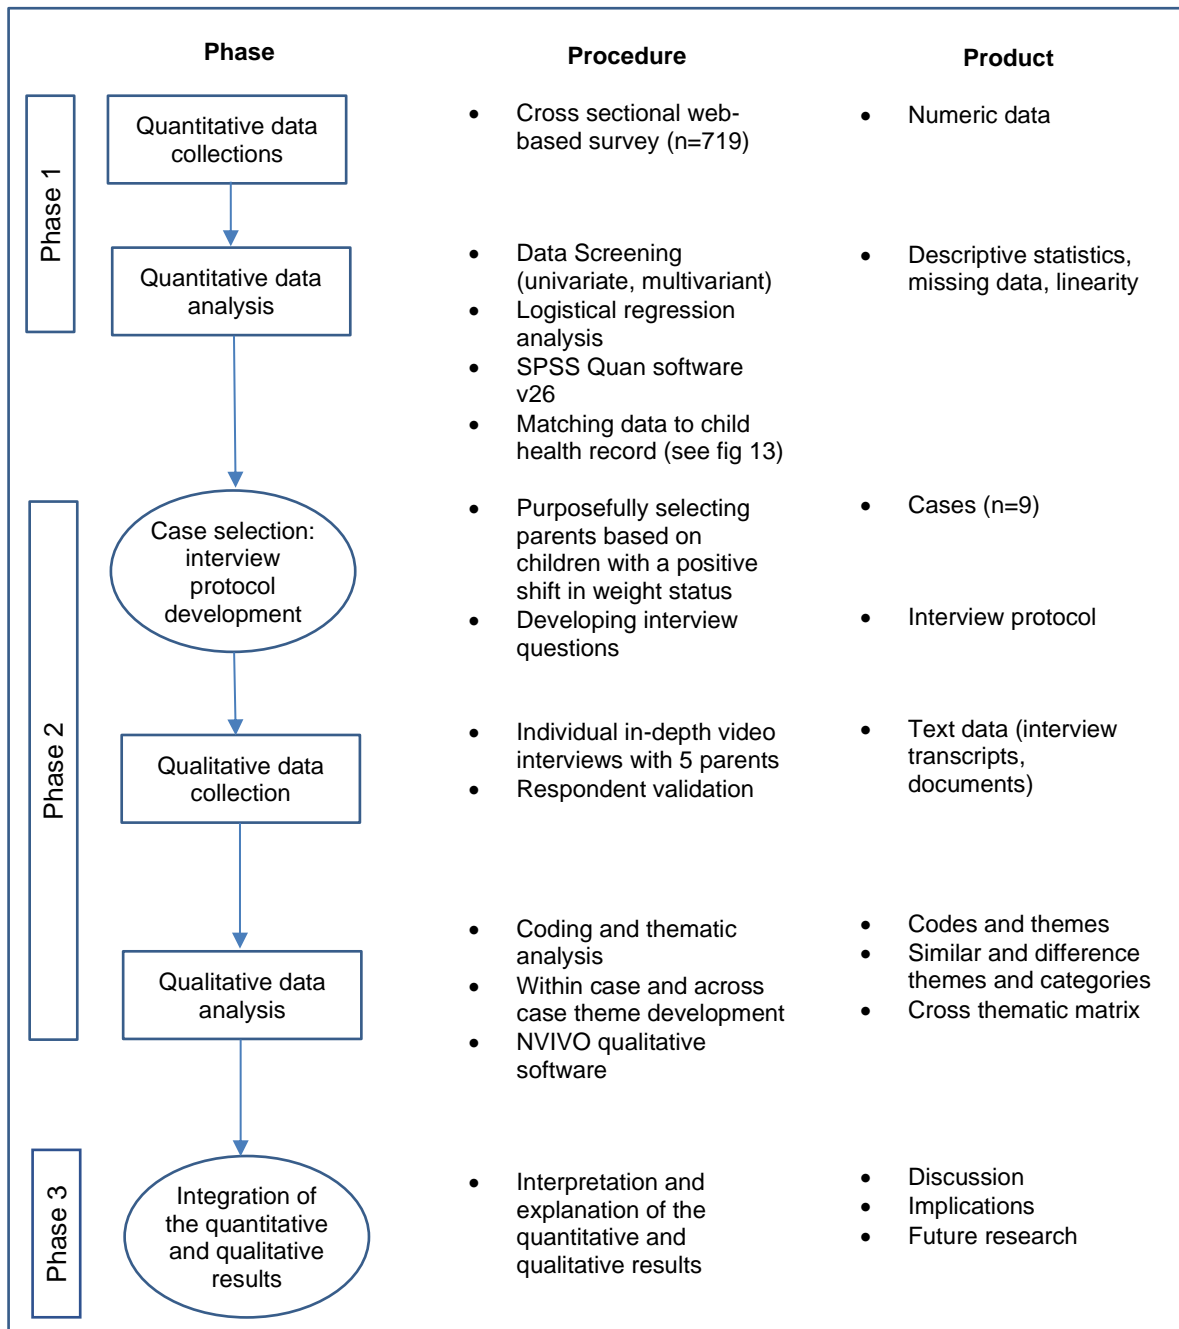 Phase
Procedure
Product
Phase 1
Quantitative data
collections
• Cross sectional web-
based survey (n=719)
• Numeric data
Quantitative data
analysis
• Data Screening
(univariate, multivariant)
• Logistical regression
analysis
• SPSS Quan software
v26
• Matching data to child
health record (see fig 13)
Descriptive statistics,
missing data, linearity
Phase 2
Case selection:
interview
protocol
development
• Purposefully selecting
parents based on
children with a positive
shift in weight status
• Developing interview
questions
• Cases (n=9)
• Interview protocol
Qualitative data
collection
• Individual in-depth video
interviews with 5 parents
• Respondent validation
• Text data (interview
transcripts,
documents)
Qualitative data
analysis
• Coding and thematic
analysis
• Within case and across
case theme development
• NVIVO qualitative
software
• Codes and themes
• Similar and difference
themes and categories
• Cross thematic matrix
Phase 3
Integration of
the quantitative
and qualitative
results
• Interpretation and
explanation of the
quantitative and
qualitative results
• Discussion
• Implications
• Future research